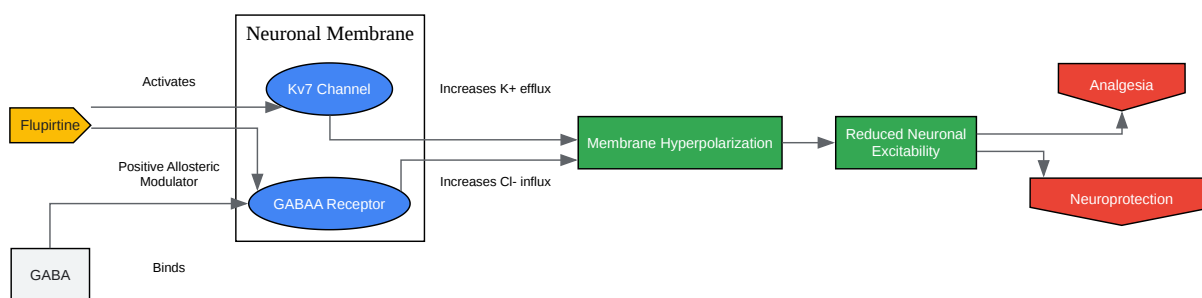 Neuronal Membrane
Activates
Kv7 Channel
Increases K+ efflux
Flupirtine
Positive Allosteric
Modulator
GABAA Receptor
Increases Cl- influx
Membrane Hyperpolarization
Reduced Neuronal
Excitability
Analgesia
Neuroprotection
GABA
Binds